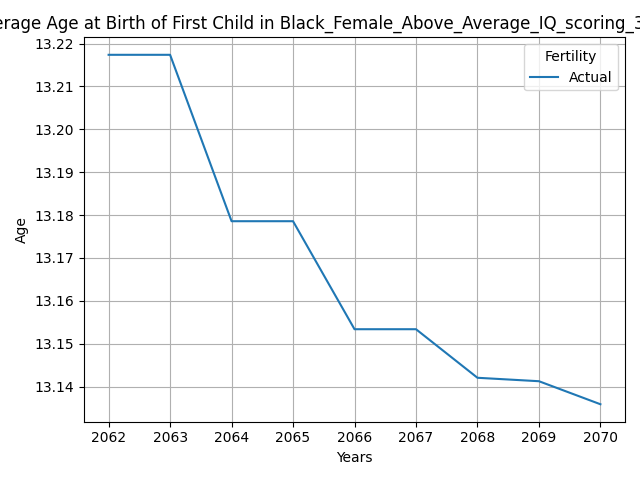 Age at Birth of First Child in Black_Female_Above_Average_IQ_scoring_
Fertility
Actual
13.22
13.21
13.20
13.19
13.18
13.17
13.16
13.15
13.14
Age
2062 2063 2064 2065 2066 2067 2068 2069 2070
Years